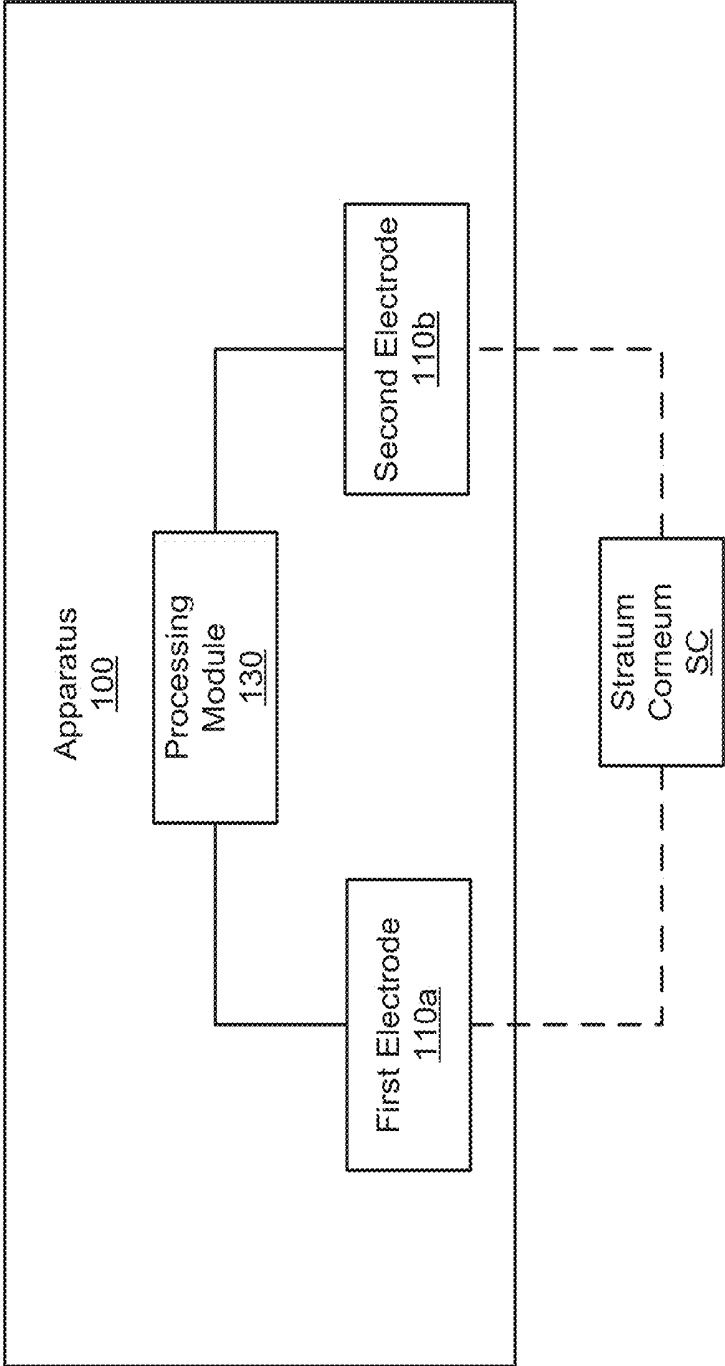 Apparatus
100
Processing
Module
130
First Electrode
110a
Second Electrode
110b
Stratum
Corneum
SC